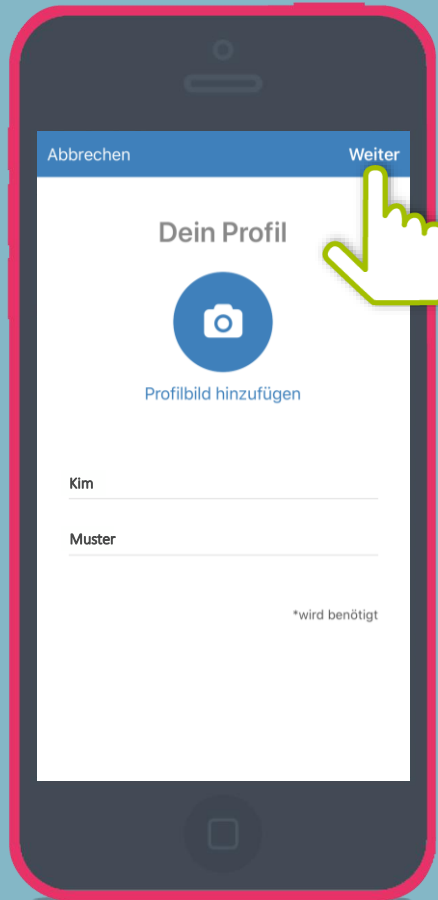 Abbrechen Weiter
Dein Profil
Profilbild hinzufügen
Kim
Muster
*wird benötigt